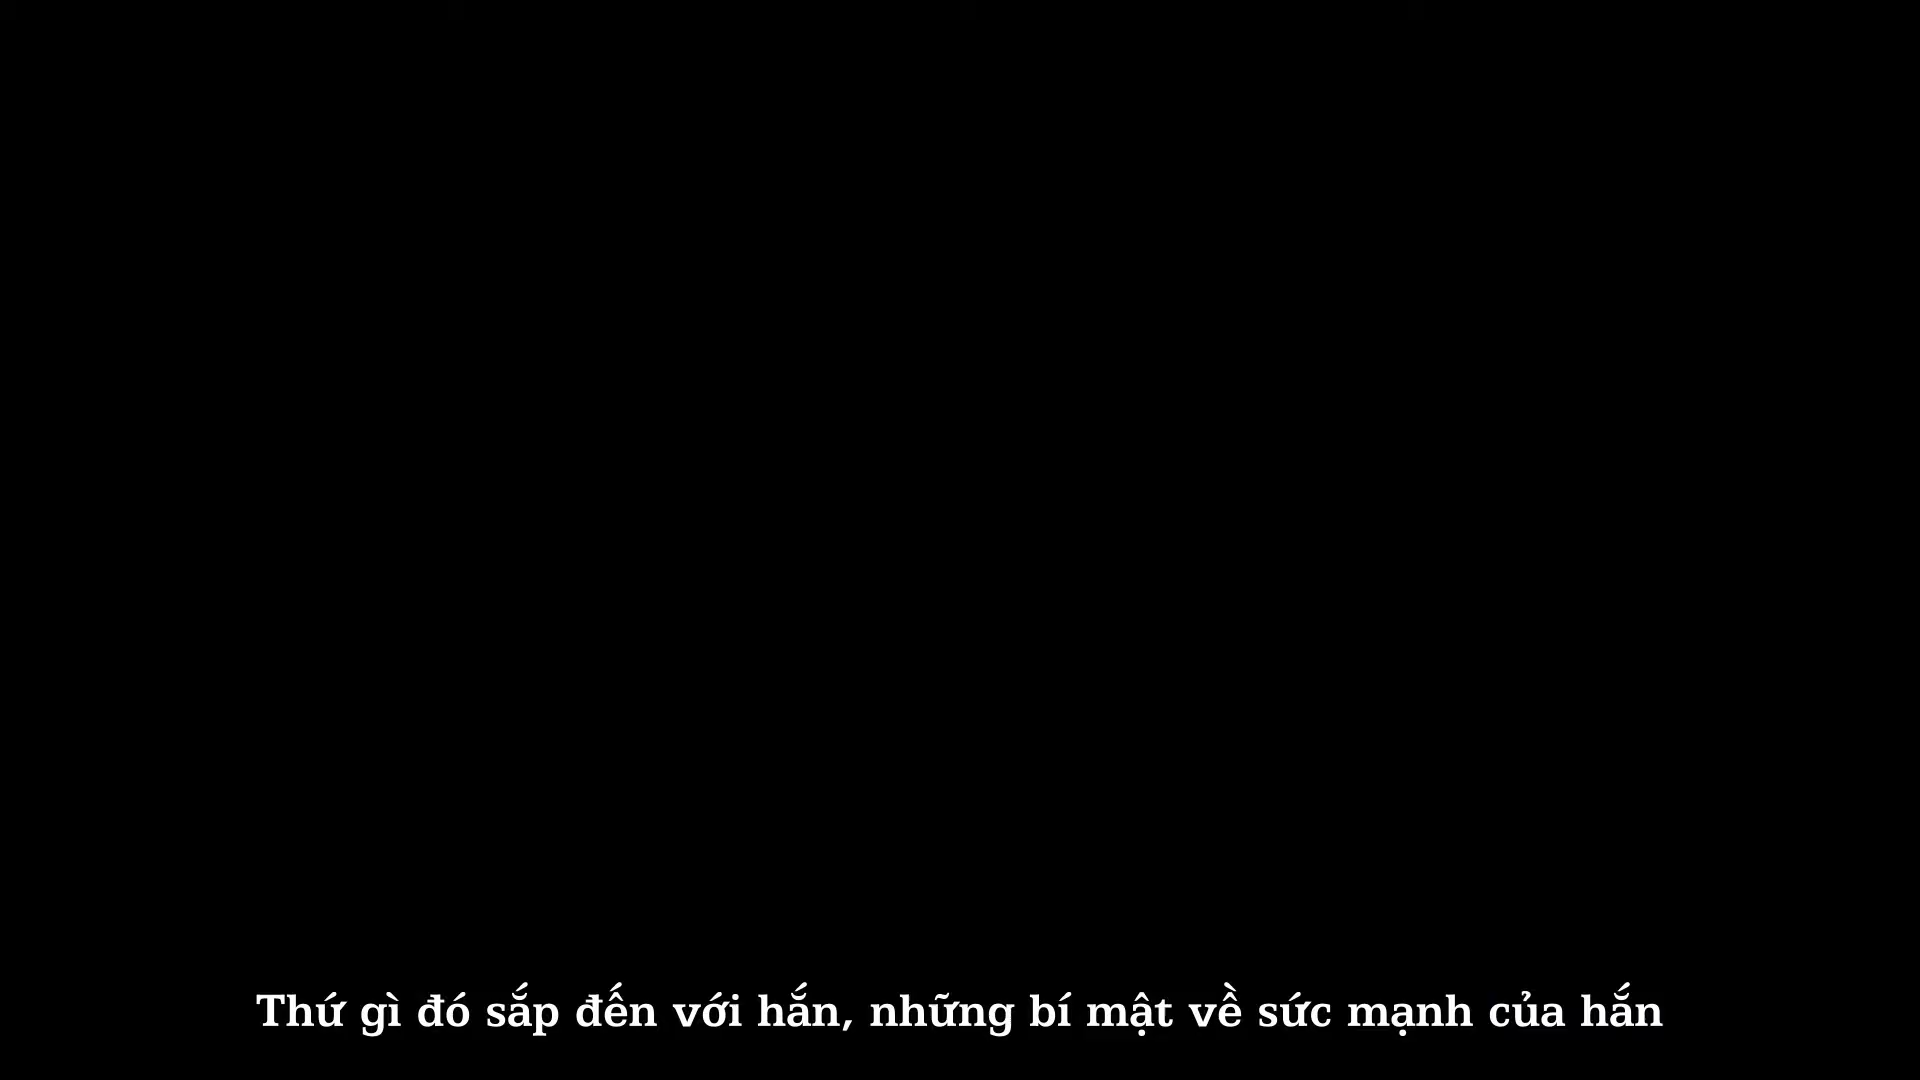 Thứ gì đó sắp đến với hắn, những bí mật về sức mạnh của hắn